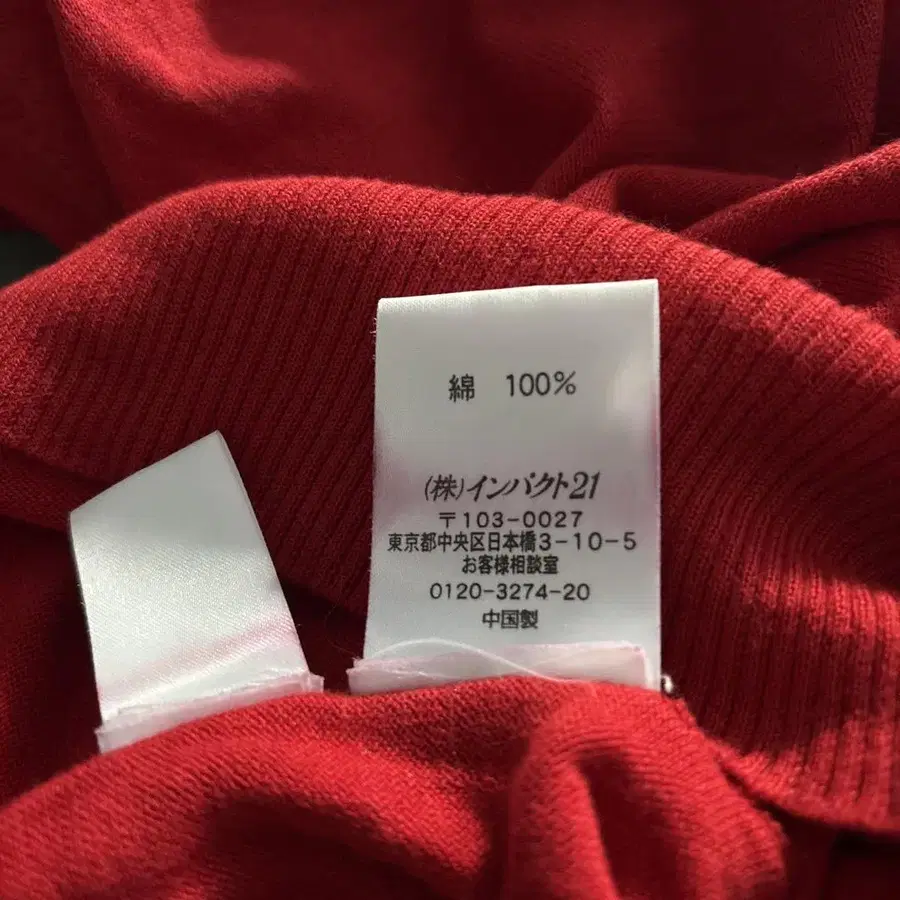 綿 100%
(株)インパクト21
〒103-0027
東京都中央区日本橋3-10-5
お客様相談室
0120-3274-20
中国製